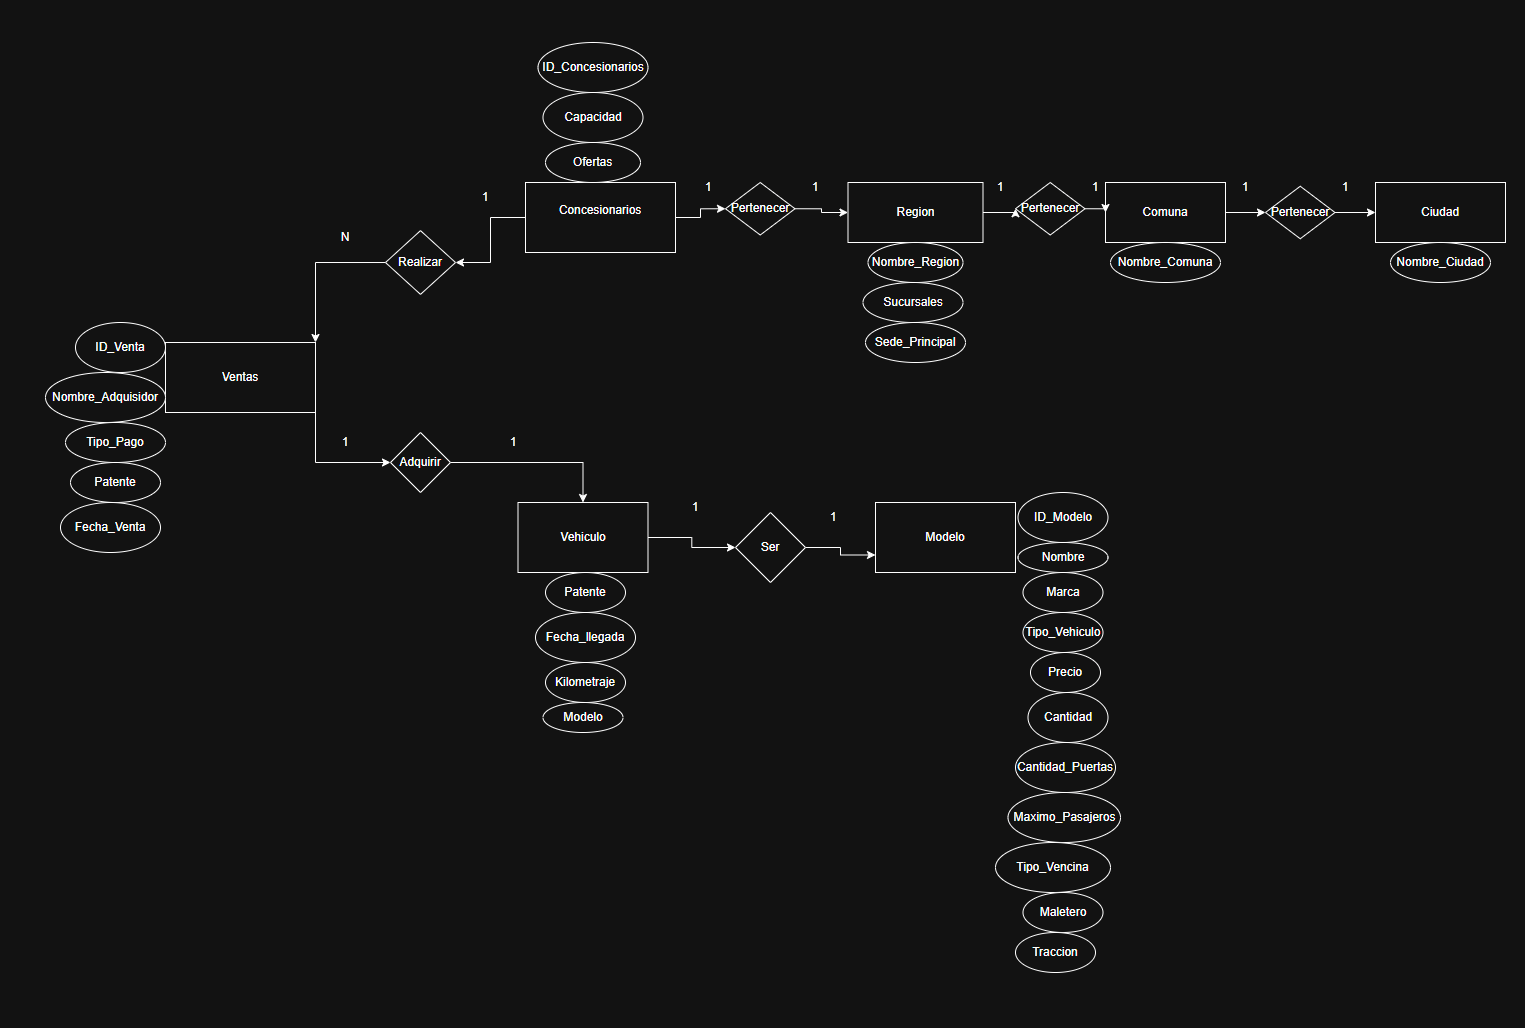 ID_Concesionarios
Capacidad
Ofertas
Concesionarios
1
1
Pertenecer
1
Region
1
Pertenecer
1
Comuna
1
Pertenecer
1
Ciudad
Nombre_Region
Sucursales
Sede_Principal
Nombre_Comuna
Nombre_Ciudad
N
Realizar
ID_Venta
Ventas
Nombre_Adquisidor
Tipo_Pago
Patente
Fecha_Venta
1
Adquirir
1
Vehiculo
1
Ser
1
Modelo
Patente
Fecha_llegada
Kilometraje
Modelo
ID_Modelo
Nombre
Marca
Tipo_Vehiculo
Precio
Cantidad
Cantidad_Puertas
Maximo_Pasajeros
Tipo_Vencina
Maletero
Traccion